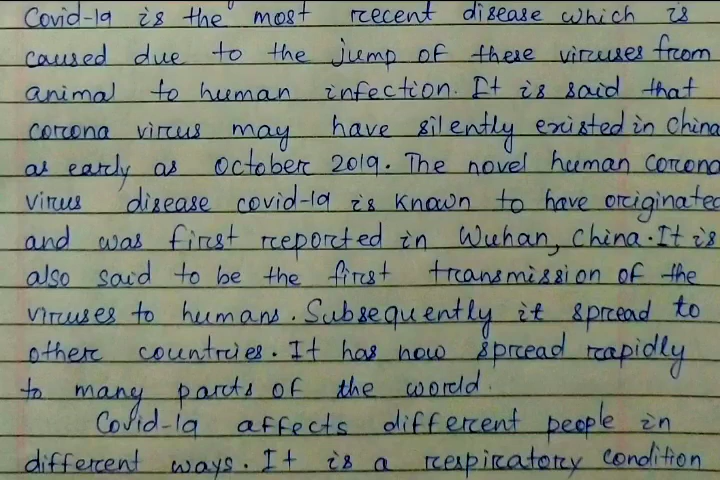 Covid-19 is the most recent disease which is
caused due to the jump of these viruses from
animal to human infection. It is said that
corona virus may have silently existed in China
as early as October 2019. The novel human corona
virus disease covid-19 is known to have originated
and was first reported in Wuhan, China. It is
also said to be the first transmission of the
viruses to humans. Subsequently it spread to
other countries. It has now spread rapidly
to many parts of the world.
Covid-19 affects different people in
different ways. It is a respiratory condition